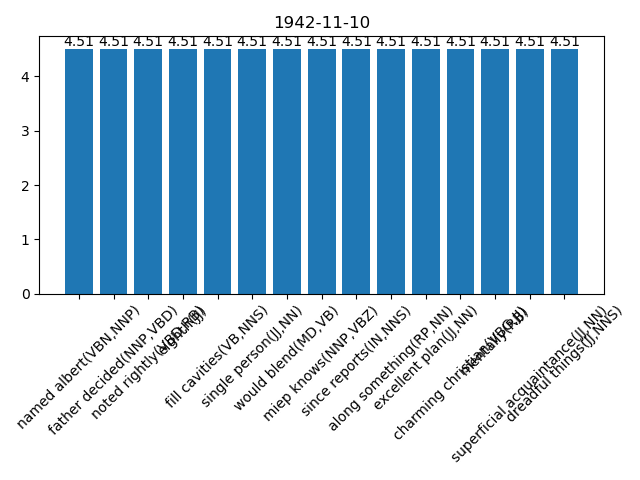 1942-11-10
4.51 4.51 4.51 4.51 4.51 4.51 4.51 4.51 4.51 4.51 4.51 4.51 4.51 4.51 4.51
4
3
2
1
0
named albert(VBN,NNP)
father decided(NNP,VBD)
noted rightly(VBD,RB)
fill cavities(VB,NNS)
single person(JJ,NN)
would blend(MD,VB)
miep knows(NNP,VBZ)
since reports(IN,NNS)
along something(RP,NN)
excellent plan(JJ,NN)
charming christian(VBG,JJ)
superficial acquaintance(JJ,NN)
dreadful things(JJ,NNS)